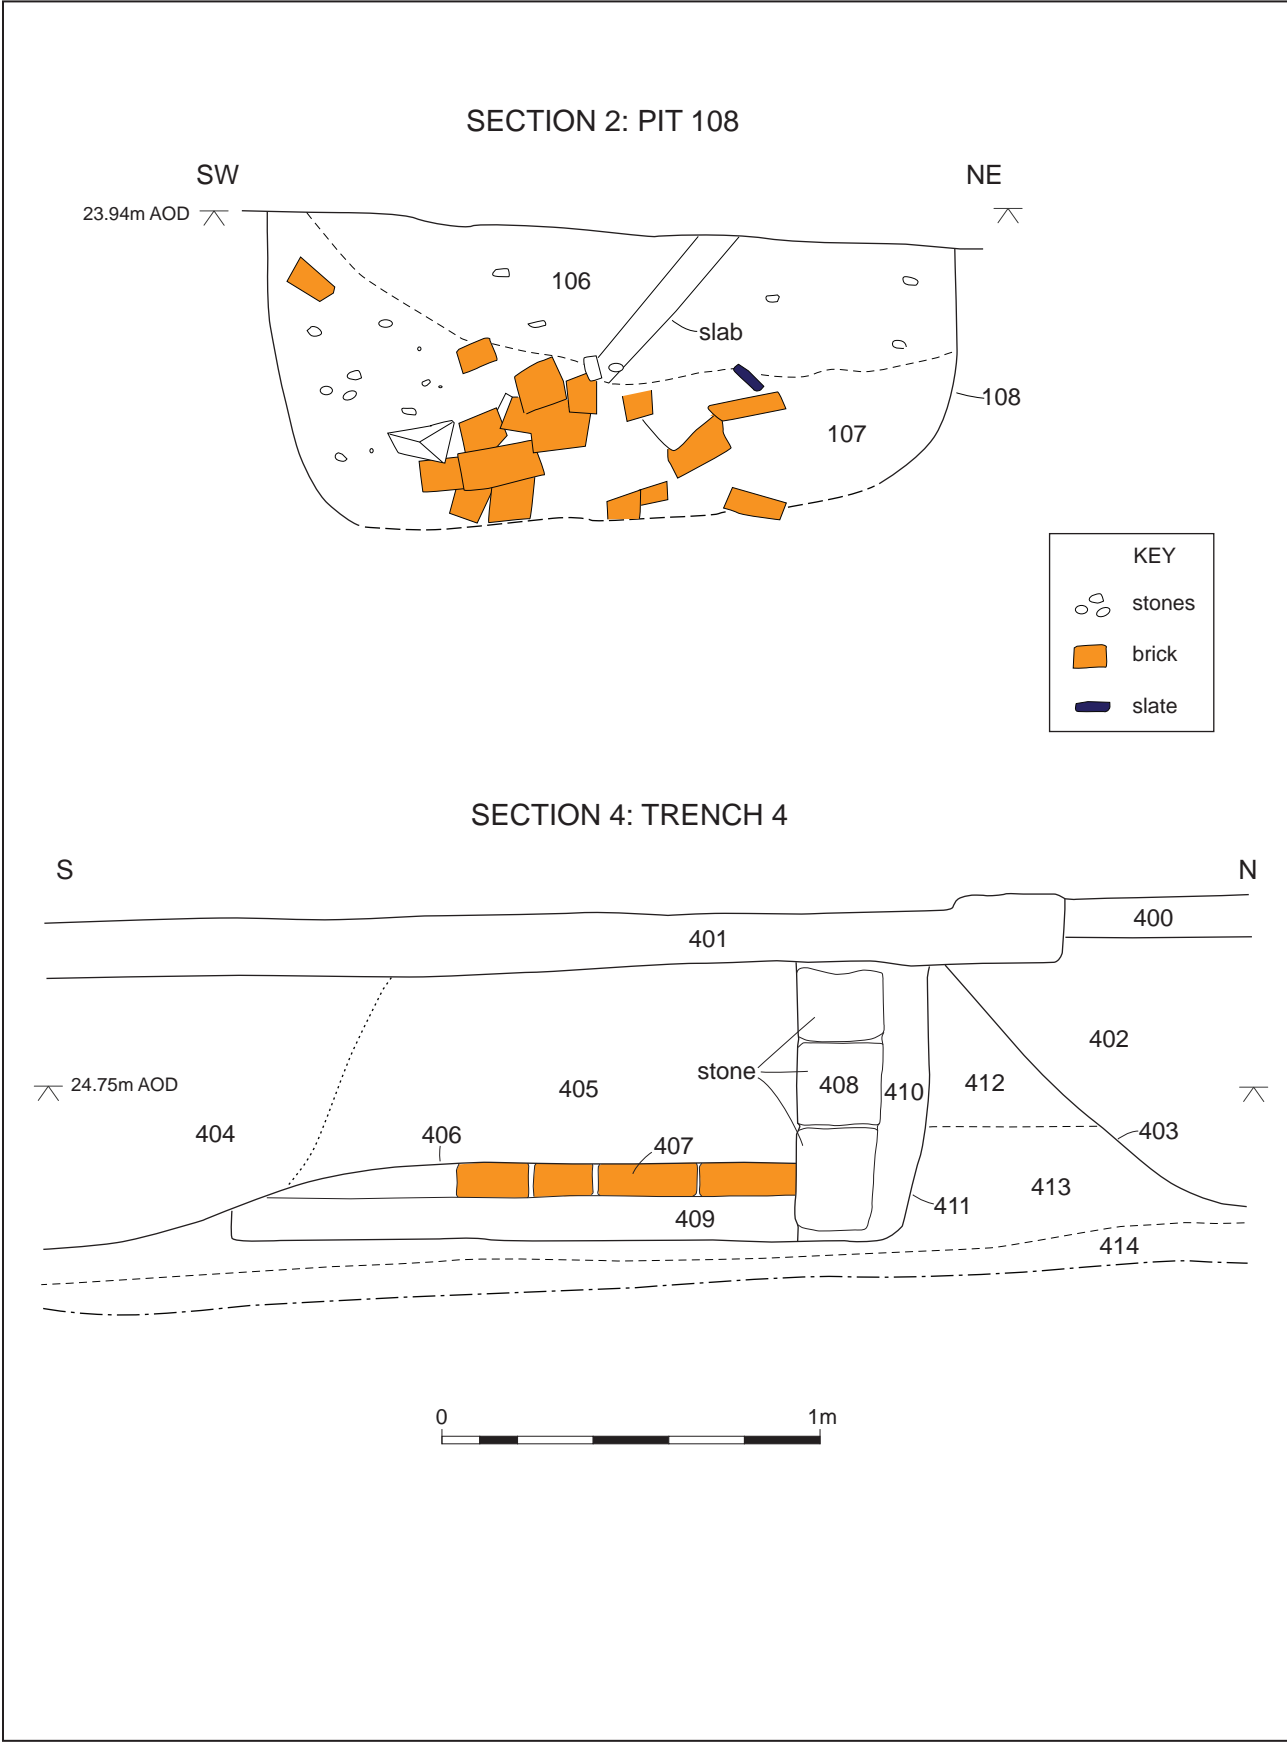 SECTION 2: PIT 108
SW
NE
23.94m AOD
106
slab
108
107
KEY
stones
brick
slate
SECTION 4: TRENCH 4
S
N
400
401
402
stone
24.75m AOD
405
408
410
412
404
406
407
403
413
411
409
414
0
1m